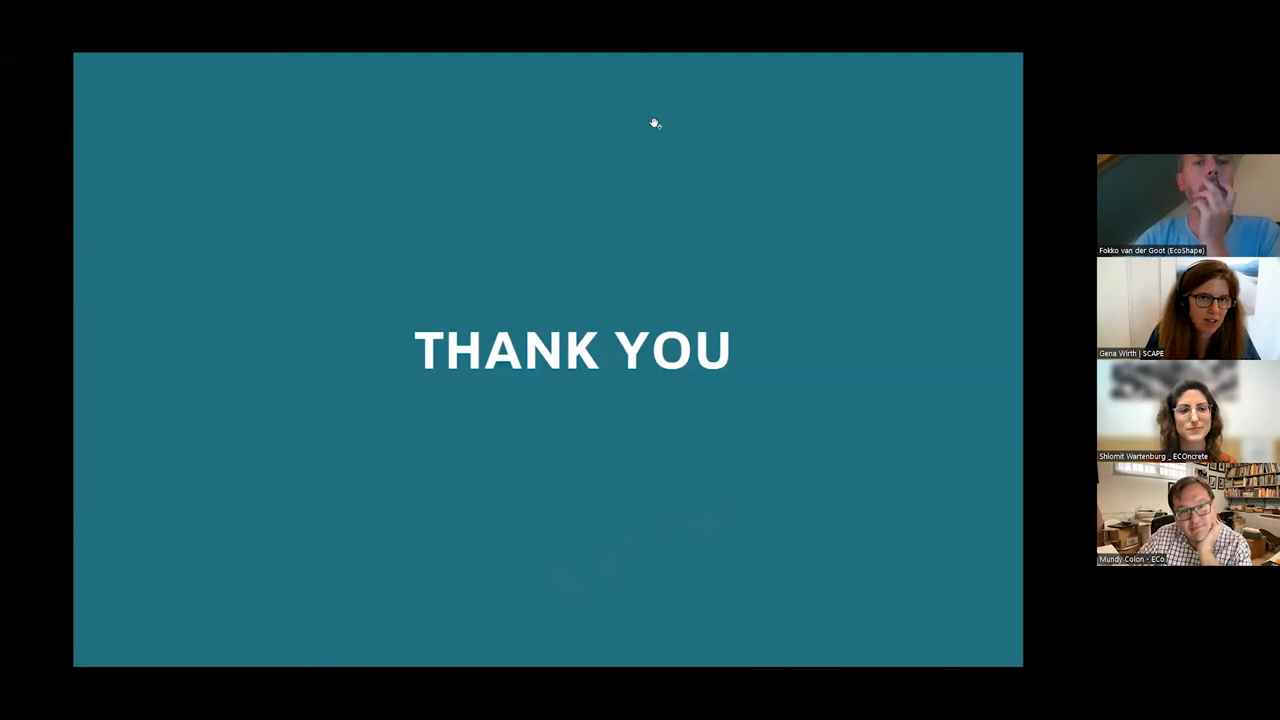 THANK YOU
Fokko van der Goot (EcoShape)
Gena Wirth | SCAPE
Shlomit Wartenburg _ ECOncrete
Mundy Colon - ECo